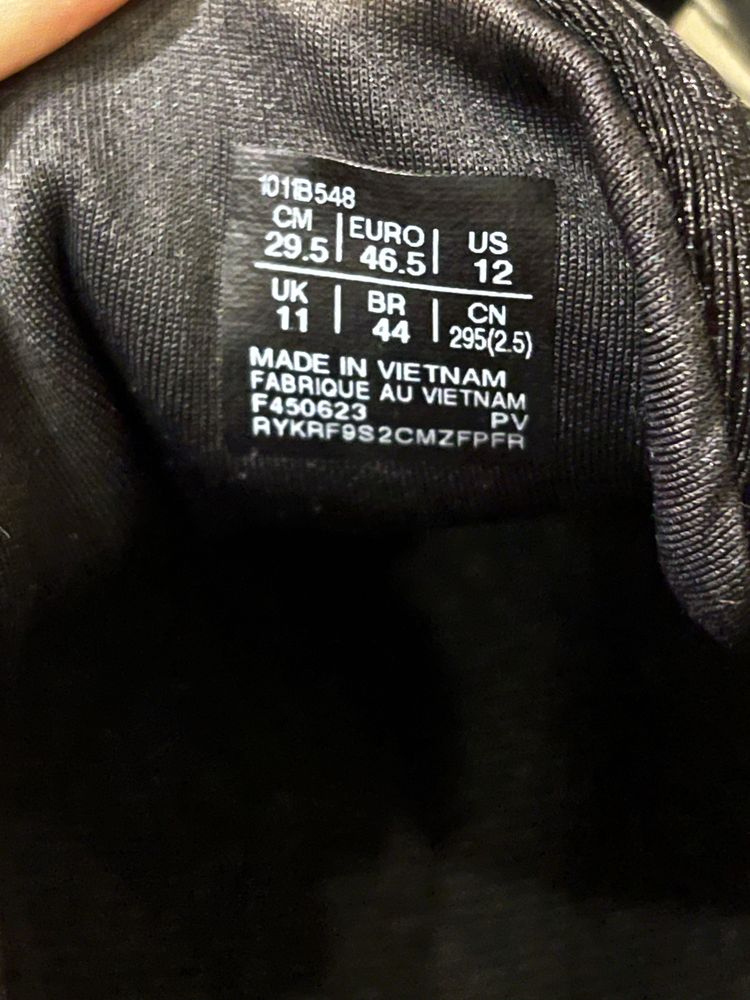 1011B548
CM | EURO | US
29.5 | 46.5 | 12
UK | BR | CN
11 | 44 | 295(2.5)
MADE IN VIETNAM
FABRIQUE AU VIETNAM
F450623 PV
RYKRF9S2CMZFPFR